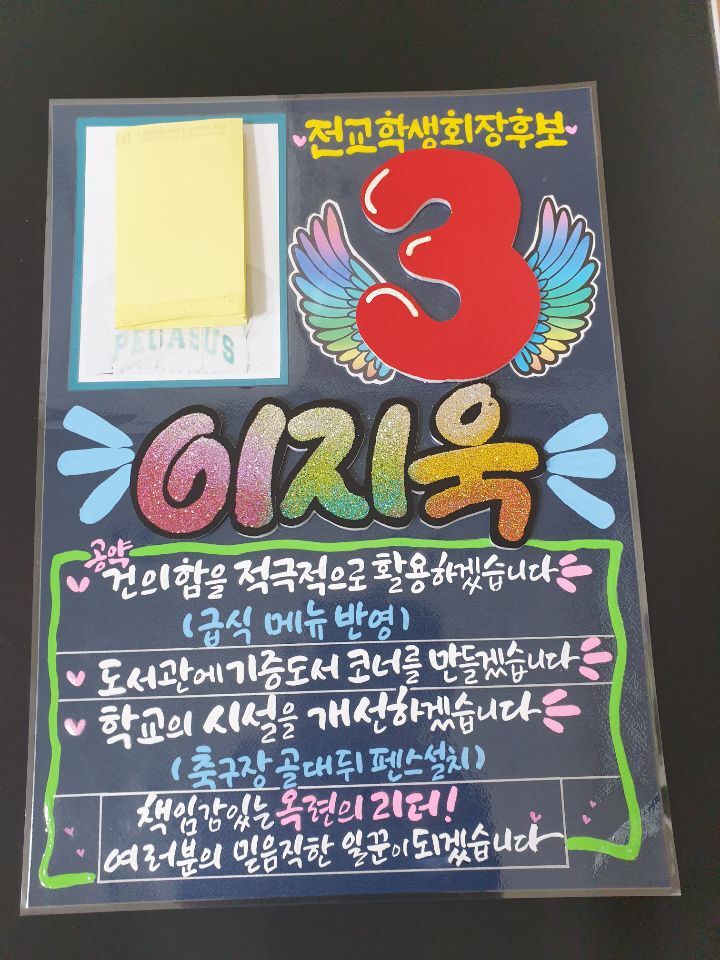 전교학생회장후보
3
PEGASUS
이지욱
공약
건의함을 적극적으로 활용하겠습니다
(급식 메뉴 반영)
도서관에 기증도서 코너를 만들겠습니다
학교의 시설을 개선하겠습니다
(축구장 골대뒤 펜스설치)
책임감있는 옥련의 리더!
여러분의 믿음직한 일꾼이 되겠습니다